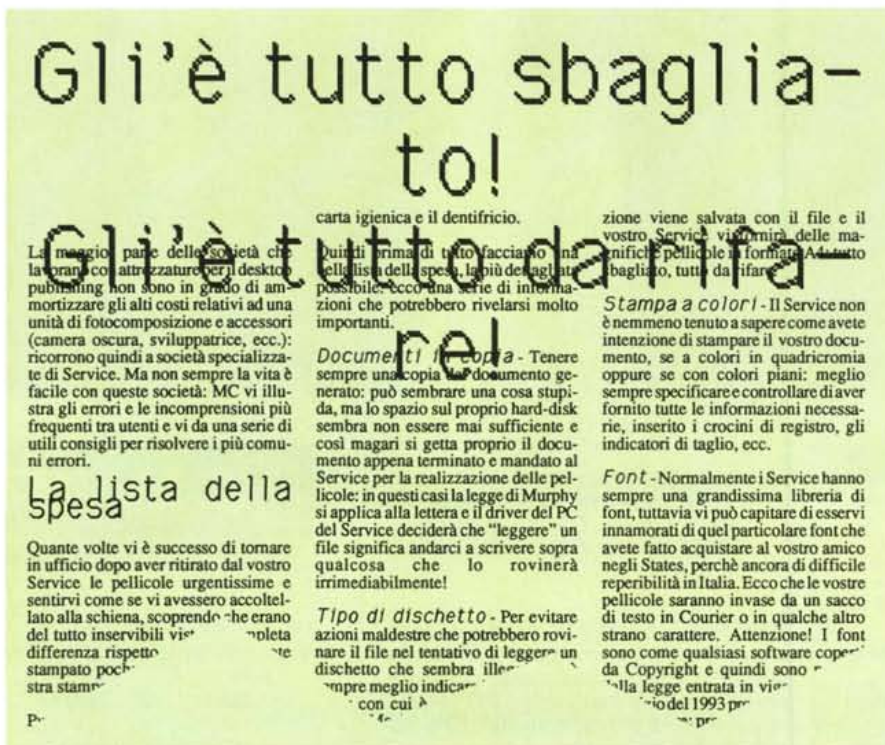 Gli'è tutto sbaglia-
to!
Gli'è tutto da rifa
re!
La maggior parte delle società che
lavorano con attrezzature per il desktop
publishing non sono in grado di am-
mortizzare gli alti costi relativi ad una
unità di fotocomposizione e accessori
(camera oscura, sviluppatrice, ecc.):
ricorrono quindi a società specializza-
te di Service. Ma non sempre la vita è
facile con queste società: MC vi illu-
stra gli errori e le incomprensioni più
frequenti tra utenti e vi da una serie di
utili consigli per risolvere i più comu-
ni errori.
La lista della
spesa
Quante volte vi è successo di tornare
in ufficio dopo aver ritirato dal vostro
Service le pellicole urgentissime e
sentirvi come se vi avessero accoltel-
lato alla schiena, scoprendo che erano
del tutto inservibili
differenza rispetto
stampato
stra
carta igienica e il dentifricio.
Quindi prima di tutto facciamo una
bella lista della spesa, la più dettagliata
possibile: ecco una serie di informa-
zioni che potrebbero rivelarsi molto
importanti.
Documenti in copia - Tenere
sempre una copia del documento ge-
nerato: può sembrare una cosa stupi-
da, ma lo spazio sul proprio hard-disk
sembra non essere mai sufficiente e
così magari si getta proprio il docu-
mento appena terminato e mandato al
Service per la realizzazione delle pel-
licole: in questi casi la legge di Murphy
si applica alla lettera e il driver del PC
del Service deciderà che "leggere" un
file significa andarci a scrivere sopra
qualcosa che lo rovinerà
irrimediabilmente!
Tipo di dischetto - Per evitare
azioni maldestre che potrebbero rovi-
nare il file nel tentativo di leggere un
dischetto che sembra
meglio
con cui
zione viene salvata con il file e il
vostro Service vi fornirà delle ma-
gnifiche pellicole in formato A4: tutto
sbagliato, tutto da rifare.
Stampa a colori - Il Service non
è nemmeno tenuto a sapere come avete
intenzione di stampare il vostro docu-
mento, se a colori in quadricromia
oppure se con colori piani: meglio
sempre specificare e controllare di aver
fornito tutte le informazioni necessa-
rie, inserito i crocini di registro, gli
indicatori di taglio, ecc.
Font - Normalmente i Service hanno
sempre una grandissima libreria di
font, tuttavia vi può capitare di esservi
innamorati di quel particolare font che
avete fatto acquistare al vostro amico
negli States, perchè ancora di difficile
reperibilità in Italia. Ecco che le vostre
pellicole saranno invase da un sacco
di testo in Courier o in qualche altro
strano carattere. Attenzione! I font
sono come qualsiasi software
da Copyright e quindi sono
legge entrata in
del 1993